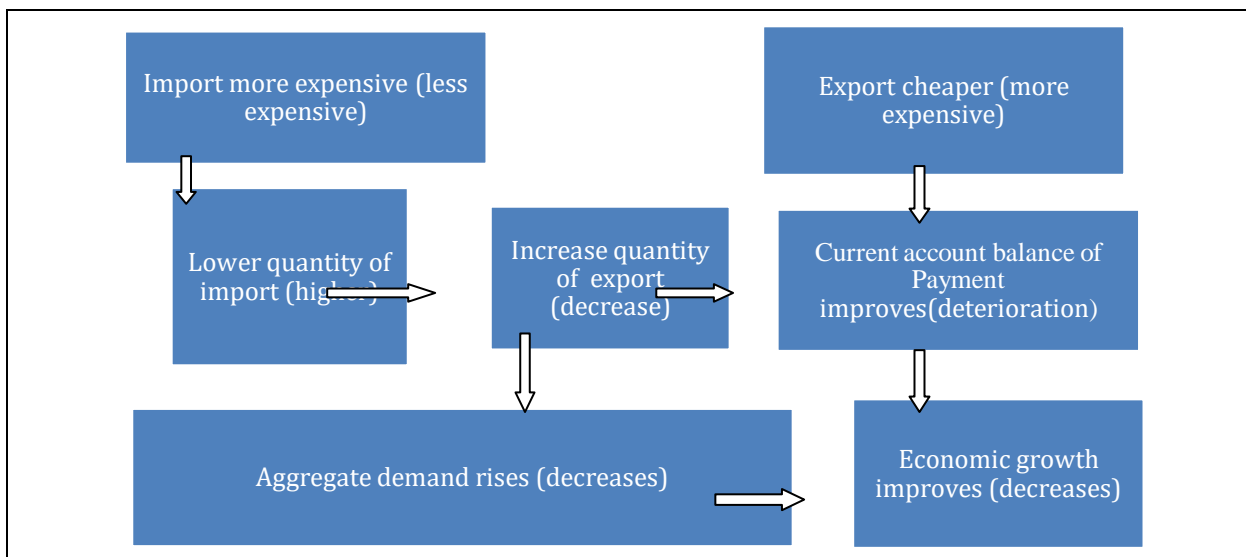 Import more expensive (less
expensive)
Export cheaper (more
expensive)
Lower quantity of
import (higher)
Increase quantity
of export
(decrease)
Current account balance of
Payment
improves(deterioration)
Aggregate demand rises (decreases)
Economic growth
improves (decreases)